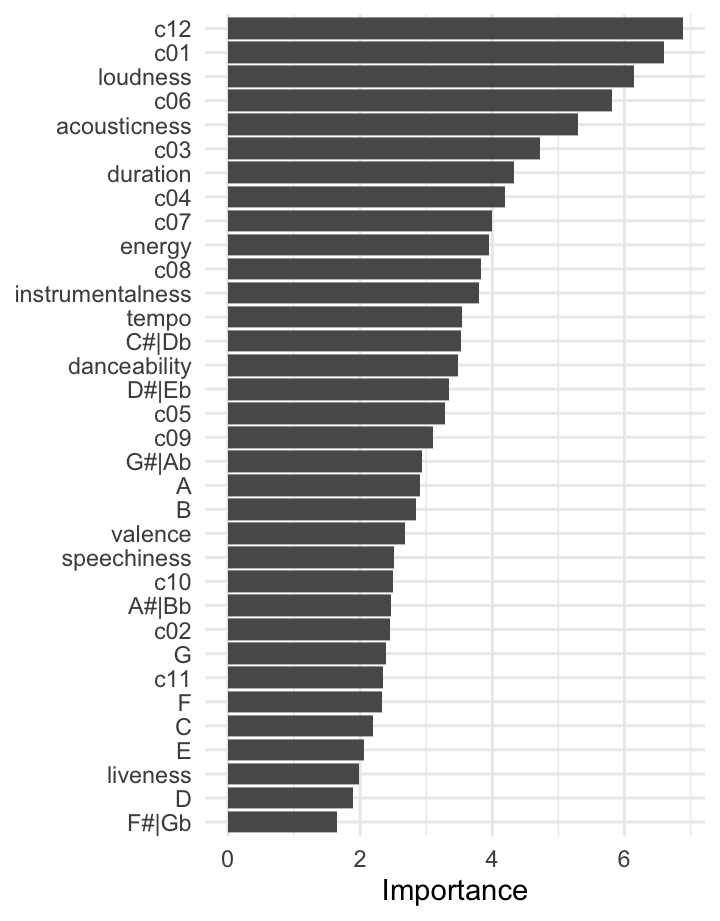 c12
c01
loudness
c06
acousticness
c03
duration
c04
c07
energy
c08
instrumentalness
tempo
C#|Db
danceability
D#|Eb
c05
c09
G#|Ab
A
B
valence
speechiness
c10
A#|Bb
c02
G
c11
F
C
E
liveness
D
F#|Gb
0 2 4 6
Importance